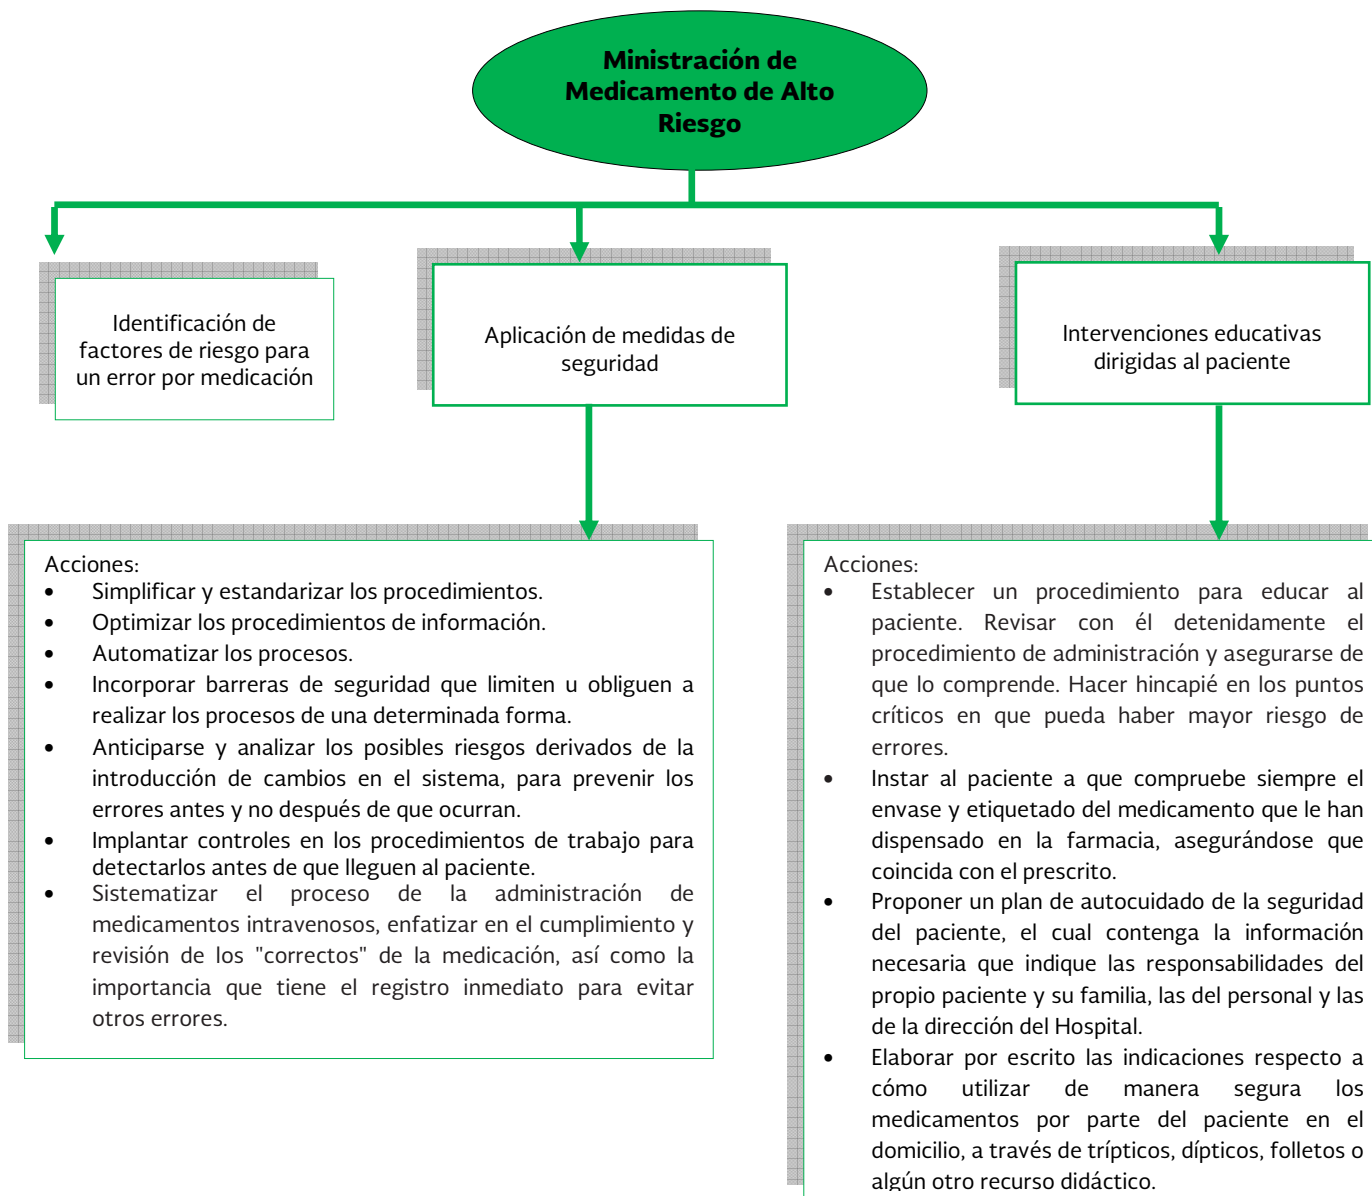 Ministración de
Medicamento de Alto
Riesgo
Identificación de
factores de riesgo para
un error por medicación
Aplicación de medidas de
seguridad
Intervenciones educativas
dirigidas al paciente
Acciones:
• Simplificar y estandarizar los procedimientos.
• Optimizar los procedimientos de información.
• Automatizar los procesos.
• Incorporar barreras de seguridad que limiten u obliguen a
realizar los procesos de una determinada forma.
• Anticiparse y analizar los posibles riesgos derivados de la
introducción de cambios en el sistema, para prevenir los
errores antes y no después de que ocurran.
• Implantar controles en los procedimientos de trabajo para
detectarlos antes de que lleguen al paciente.
• Sistematizar el proceso de la administración de
medicamentos intravenosos, enfatizar en el cumplimiento y
revisión de los "correctos" de la medicación, así como la
importancia que tiene el registro inmediato para evitar
otros errores.
Acciones:
• Establecer un procedimiento para educar al
paciente. Revisar con él detenidamente el
procedimiento de administración y asegurarse de
que lo comprende. Hacer hincapié en los puntos
críticos en que pueda haber mayor riesgo de
errores.
• Instar al paciente a que compruebe siempre el
envase y etiquetado del medicamento que le han
dispensado en la farmacia, asegurándose que
coincida con el prescrito.
• Proponer un plan de autocuidado de la seguridad
del paciente, el cual contenga la información
necesaria que indique las responsabilidades del
propio paciente y su familia, las del personal y las
de la dirección del Hospital.
• Elaborar por escrito las indicaciones respecto a
cómo utilizar de manera segura los
medicamentos por parte del paciente en el
domicilio, a través de trípticos, dípticos, folletos o
algún otro recurso didáctico.